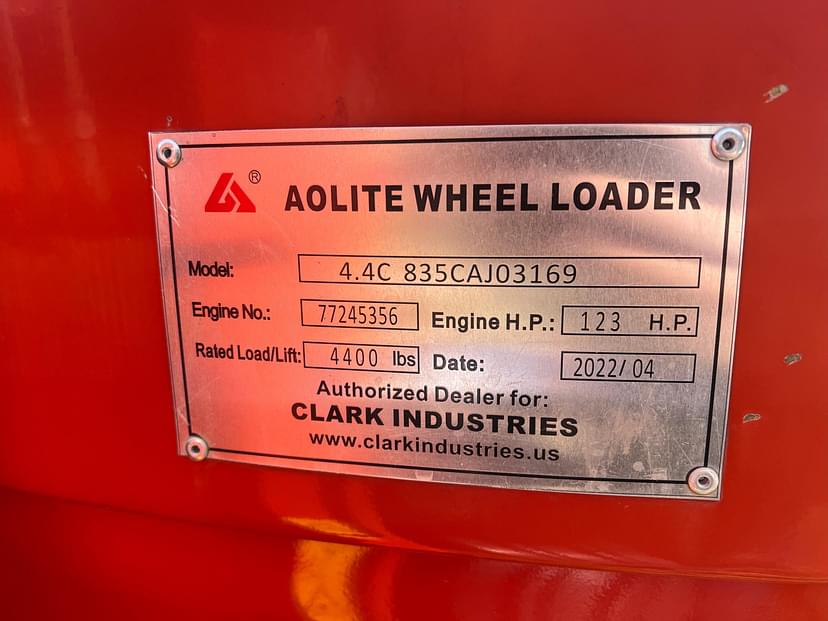 ® AOLITE WHEEL LOADER
Model: 4.4C 835CAJ03169
Engine No.: 77245356 Engine H.P.: 123 H.P.
Rated Load/Lift: 4400 lbs Date: 2022/04
Authorized Dealer for:
CLARK INDUSTRIES
www.clarkindustries.us